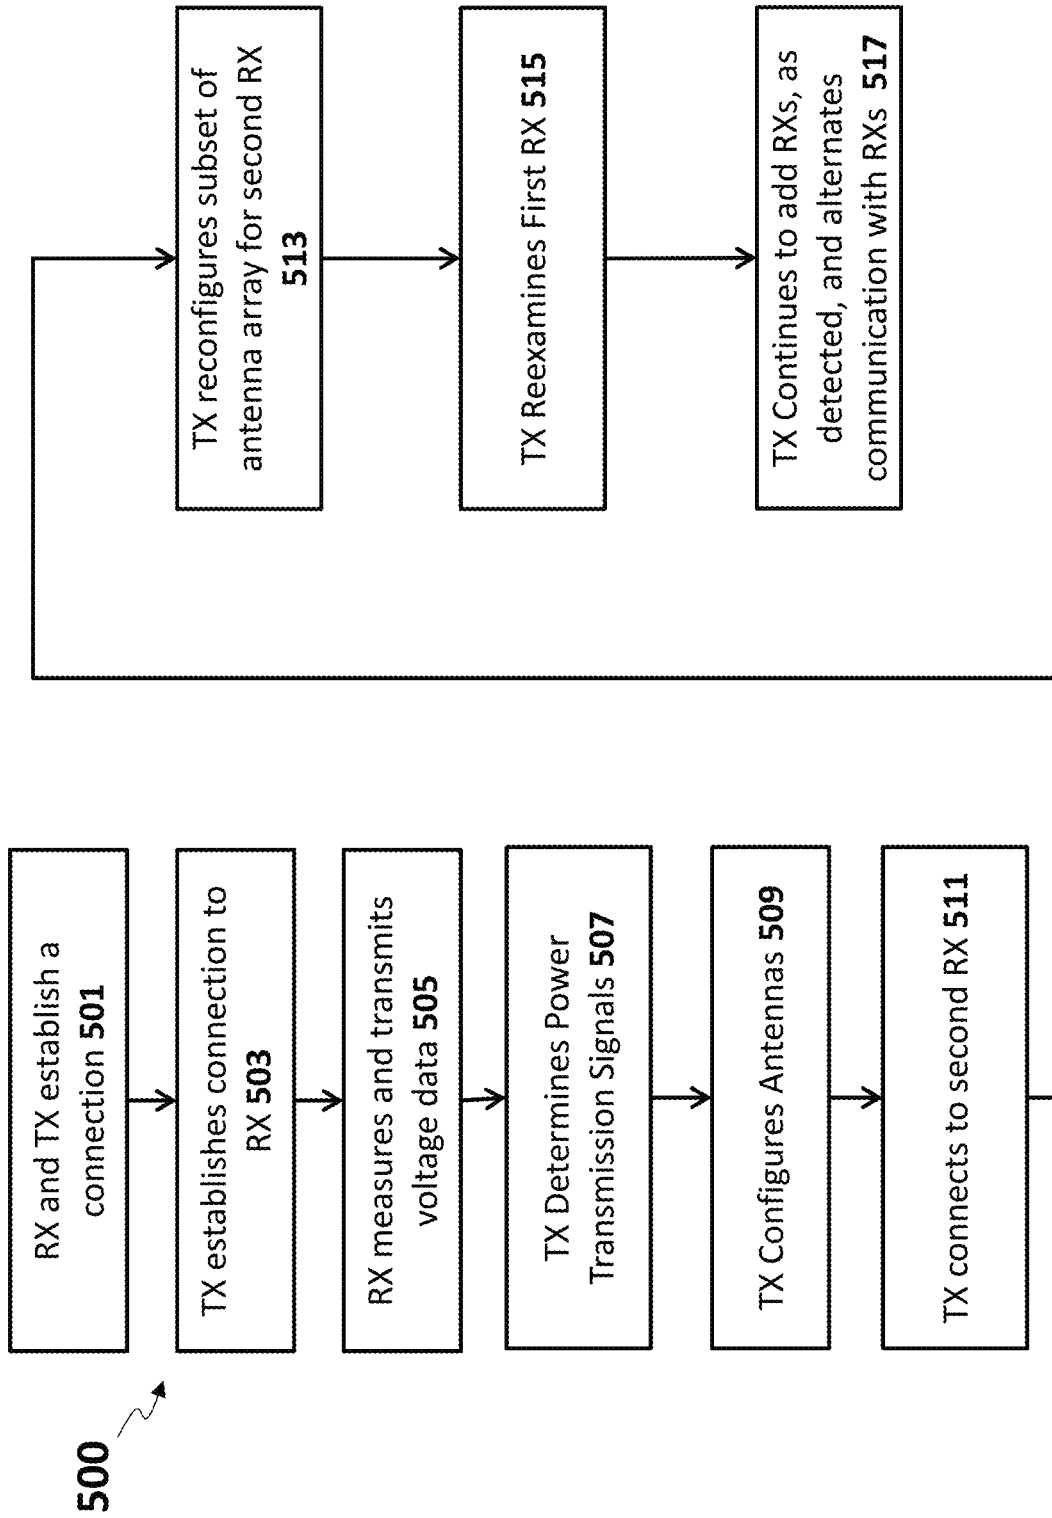 500
RX and TX establish a
connection 501
TX establishes connection to
RX 503
RX measures and transmits
voltage data 505
TX Determines Power
Transmission Signals 507
TX Configures Antennas 509
TX connects to second RX 511
TX reconfigures subset of
antenna array for second RX
513
TX Reexamines First RX 515
TX Continues to add RXs, as
detected, and alternates
communication with RXs 517